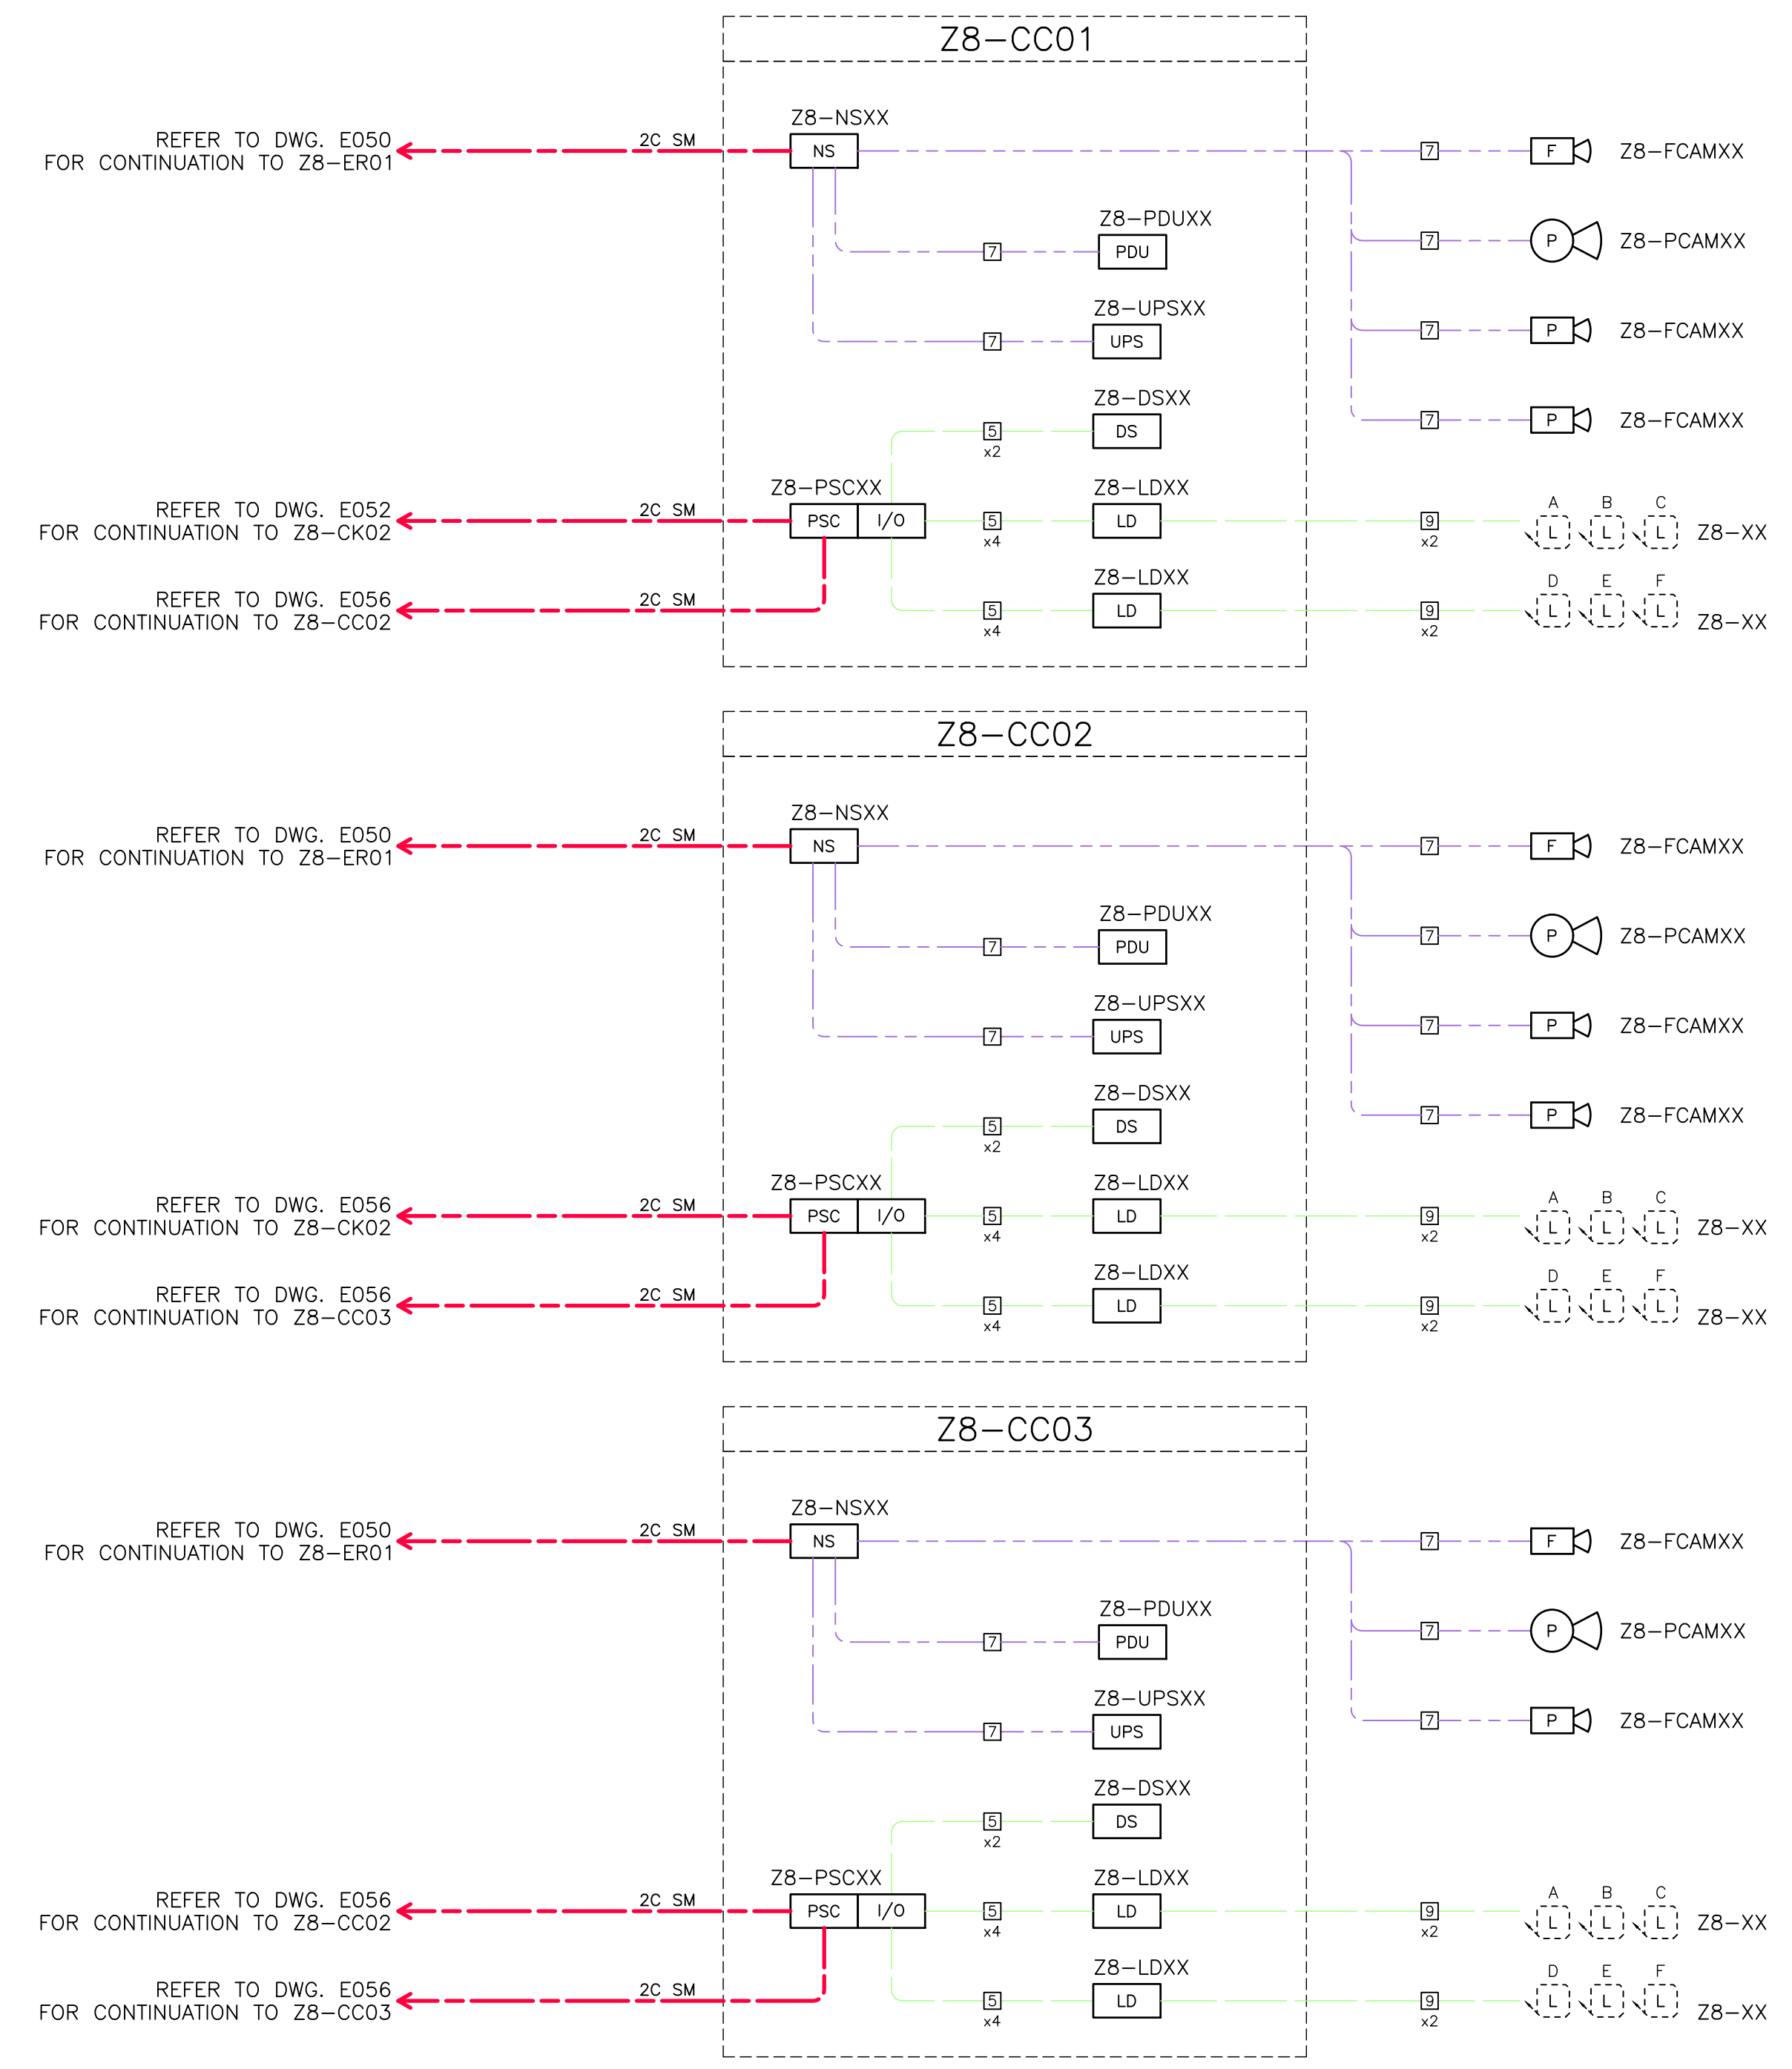 Z8-CC01
Z8-NSXX
REFER TO DWG. E050
FOR CONTINUATION TO Z8-ER01
2C SM
NS
7
F
Z8-FCAMXX
Z8-PDUXX
7
PDU
7
P
Z8-PCAMXX
Z8-UPSXX
7
UPS
7
P
Z8-FCAMXX
Z8-DSXX
5
x2
DS
7
P
Z8-FCAMXX
Z8-PSCXX
Z8-LDXX
REFER TO DWG. E052
FOR CONTINUATION TO Z8-CK02
2C SM
PSC
I/O
5
x4
LD
9
x2
A B C
L L L
Z8-XX
Z8-LDXX
REFER TO DWG. E056
FOR CONTINUATION TO Z8-CC02
2C SM
5
x4
LD
9
x2
D E F
L L L
Z8-XX
Z8-CC02
Z8-NSXX
REFER TO DWG. E050
FOR CONTINUATION TO Z8-ER01
2C SM
NS
7
F
Z8-FCAMXX
Z8-PDUXX
7
PDU
7
P
Z8-PCAMXX
Z8-UPSXX
7
UPS
7
P
Z8-FCAMXX
Z8-DSXX
5
x2
DS
7
P
Z8-FCAMXX
Z8-PSCXX
Z8-LDXX
REFER TO DWG. E056
FOR CONTINUATION TO Z8-CK02
2C SM
PSC
I/O
5
x4
LD
9
x2
A B C
L L L
Z8-XX
Z8-LDXX
REFER TO DWG. E056
FOR CONTINUATION TO Z8-CC03
2C SM
5
x4
LD
9
x2
D E F
L L L
Z8-XX
Z8-CC03
Z8-NSXX
REFER TO DWG. E050
FOR CONTINUATION TO Z8-ER01
2C SM
NS
7
F
Z8-FCAMXX
Z8-PDUXX
7
PDU
7
P
Z8-PCAMXX
Z8-UPSXX
7
UPS
7
P
Z8-FCAMXX
Z8-DSXX
5
x2
DS
Z8-PSCXX
Z8-LDXX
REFER TO DWG. E056
FOR CONTINUATION TO Z8-CC02
2C SM
PSC
I/O
5
x4
LD
9
x2
A B C
L L L
Z8-XX
Z8-LDXX
REFER TO DWG. E056
FOR CONTINUATION TO Z8-CC03
2C SM
5
x4
LD
9
x2
D E F
L L L
Z8-XX